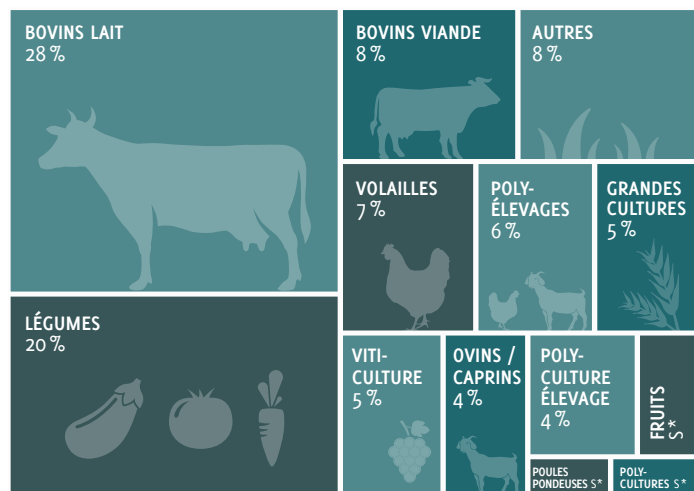 BOVINS LAIT
28 %
BOVINS VIANDE
8 %
AUTRES
8 %
VOLAILLES
7 %
POLY-
ÉLEVAGES
6 %
GRANDES
CULTURES
5 %
LÉGUMES
20 %
VITI-
CULTURE
5 %
OVINS /
CAPRINS
4 %
POLY-
CULTURE
ÉLEVAGE
4 %
FRUITS
S*
POULES
PONDEUSES S*
POLY-
CULTURES S*